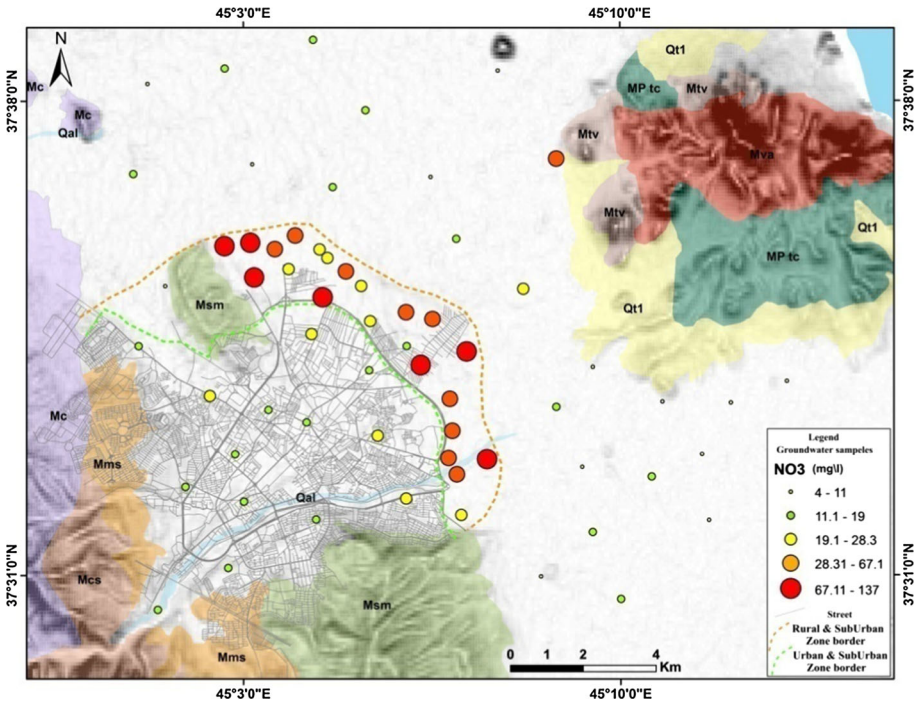 45°3'0"E 45°10'0"E
N
Qt1
Mc
MP tc
Mtv
37°38'0"N
37°38'0"N
Mc
Qal
Mtv
Mva
Mtv
Qt1
MP tc
Msm
Qt1
Mc
Mms
Qal
Mcs
Msm
Mms
37°31'0"N
37°31'0"N
Legend
Groundwater sampeles
NO3 (mg\l)
4 - 11
11.1 - 19
19.1 - 28.3
28.31 - 67.1
67.11 - 137
Street
Rural & SubUrban
Zone border
Urban & SubUrban
Zone border
0 1 2 4
Km
45°3'0"E 45°10'0"E